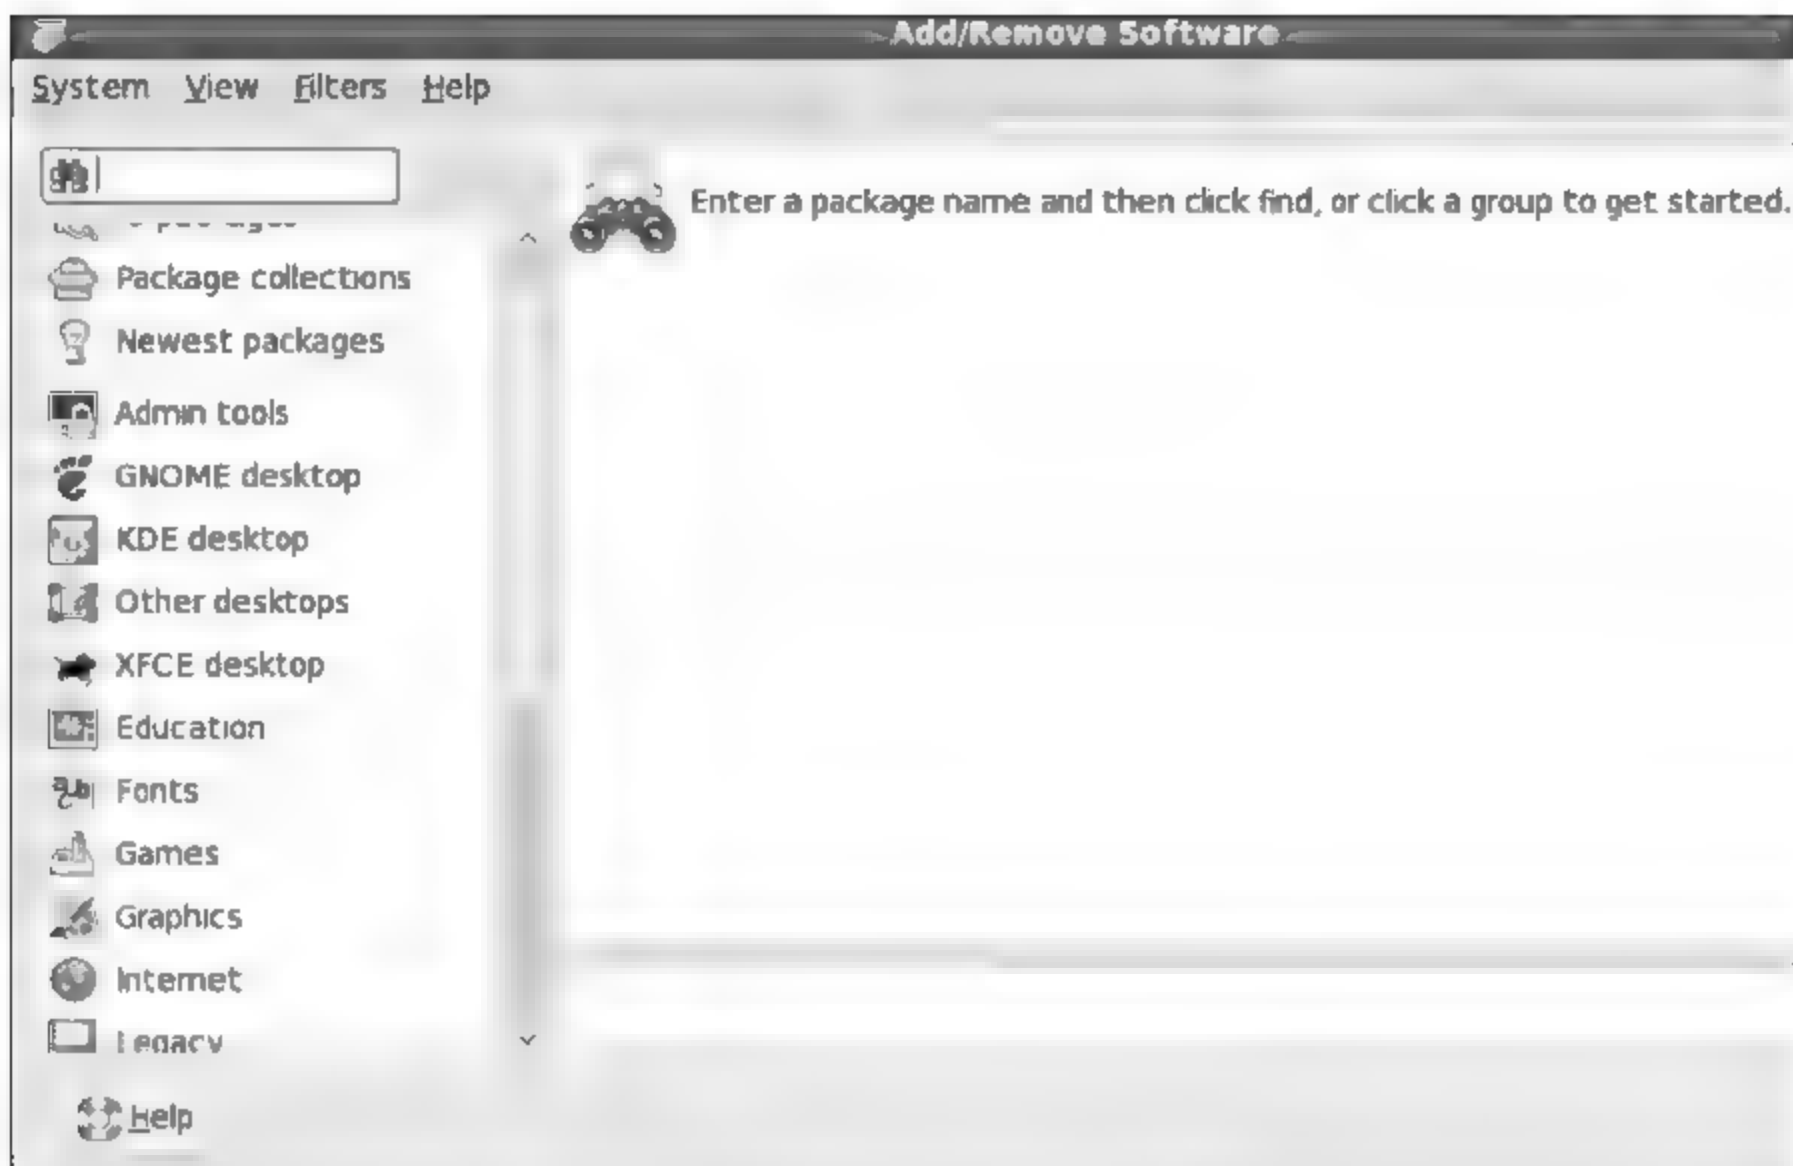 Add/Remove Software
System View Filters Help
Enter a package name and then click find, or click a group to get started.
Package collections
Newest packages
Admin tools
GNOME desktop
KDE desktop
Other desktops
XFCE desktop
Education
Fonts
Games
Graphics
Internet
Legacy
Help